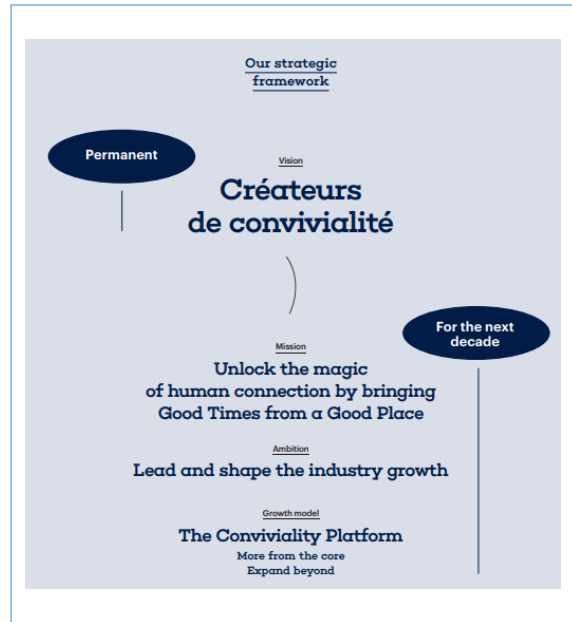 Our strategic
framework
Permanent
Vision
Créateurs
de convivialité
For the next
decade
Mission
Unlock the magic
of human connection by bringing
Good Times from a Good Place
Ambition
Lead and shape the industry growth
Growth model
The Conviviality Platform
More from the core
Expand beyond